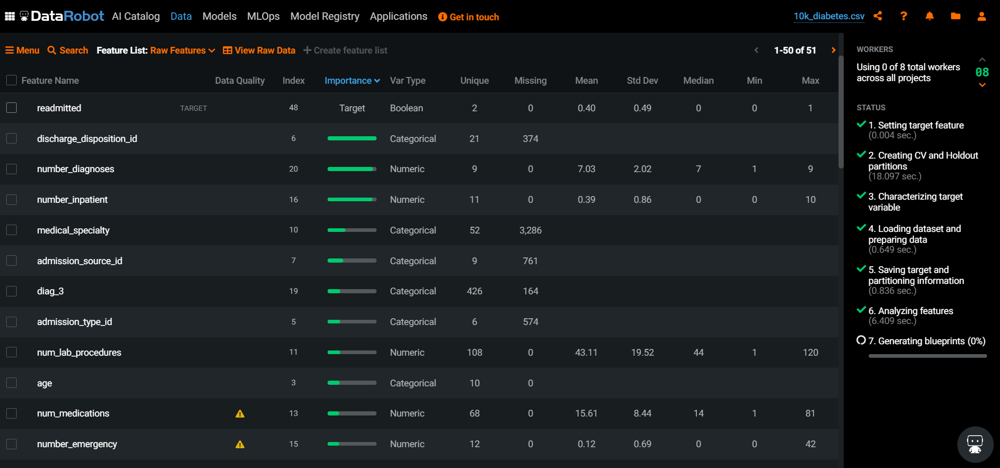 DataRobot AI Catalog Data Models MLOps Model Registry Applications Get in touch 10k_diabetes.csv
Menu Search Feature List: Raw Features View Raw Data Create feature list 1-50 of 51
Feature Name Data Quality Index Importance Var Type Unique Missing Mean Std Dev Median Min Max
readmitted TARGET 48 Target Boolean 2 0 0.40 0.49 0 0 1
discharge_disposition_id 6 Categorical 21 374
number_diagnoses 20 Numeric 9 0 7.03 2.02 7 1 9
number_inpatient 16 Numeric 11 0 0.39 0.86 0 0 10
medical_specialty 10 Categorical 52 3,286
admission_source_id 7 Categorical 9 761
diag_3 19 Categorical 426 164
admission_type_id 5 Categorical 6 574
num_lab_procedures 11 Numeric 108 0 43.11 19.52 44 1 120
age 3 Categorical 10 0
num_medications 13 Numeric 68 0 15.61 8.44 14 1 81
number_emergency 15 Numeric 12 0 0.12 0.69 0 0 42
WORKERS
Using 0 of 8 total workers
across all projects
08
STATUS
1. Setting target feature
(0.004 sec.)
2. Creating CV and Holdout
partitions
(18.097 sec.)
3. Characterizing target
variable
4. Loading dataset and
preparing data
(0.649 sec.)
5. Saving target and
partitioning information
(0.836 sec.)
6. Analyzing features
(6.409 sec.)
7. Generating blueprints (0%)